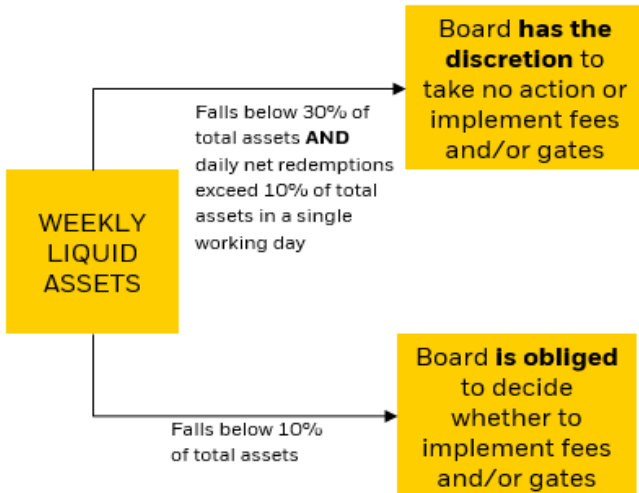 Board has the
discretion to
take no action or
implement fees
and/or gates
Falls below 30% of
total assets AND
daily net redemptions
exceed 10% of total
assets in a single
working day
WEEKLY
LIQUID
ASSETS
Board is obliged
to decide
whether to
implement fees
and/or gates
Falls below 10%
of total assets